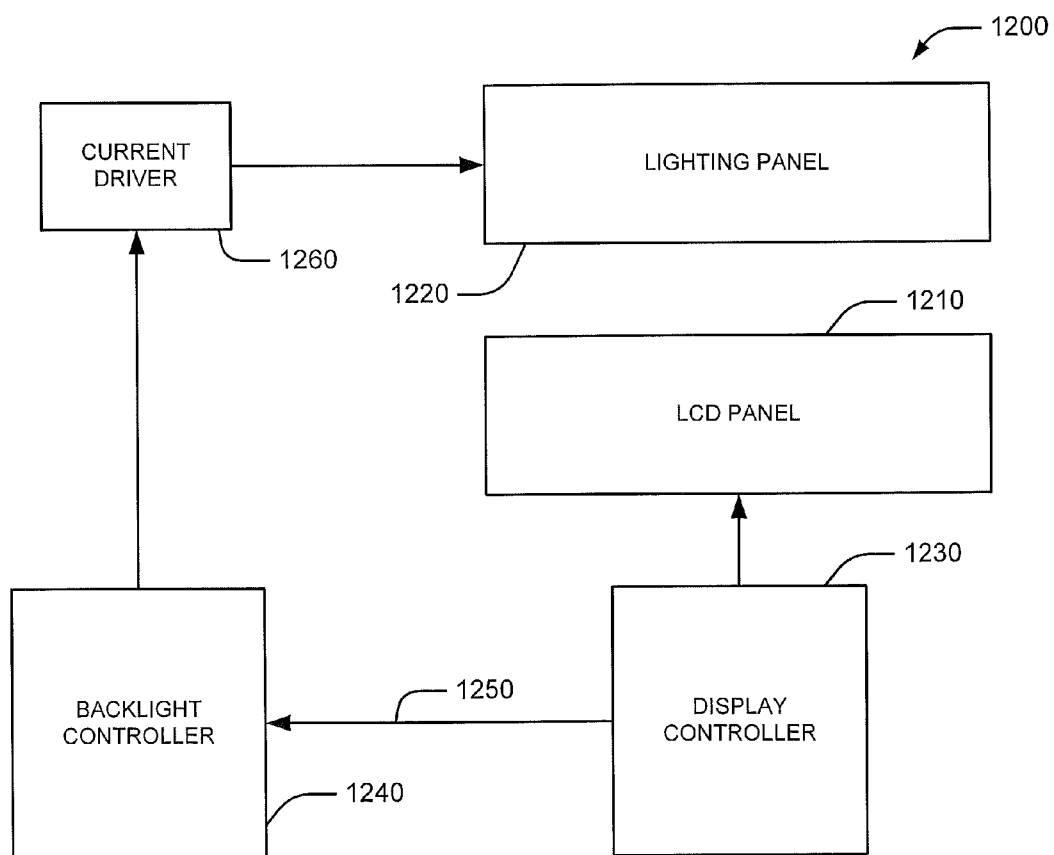 1200
CURRENT
DRIVER
LIGHTING PANEL
1260
1220
1210
LCD PANEL
1230
1250
BACKLIGHT
CONTROLLER
DISPLAY
CONTROLLER
1240